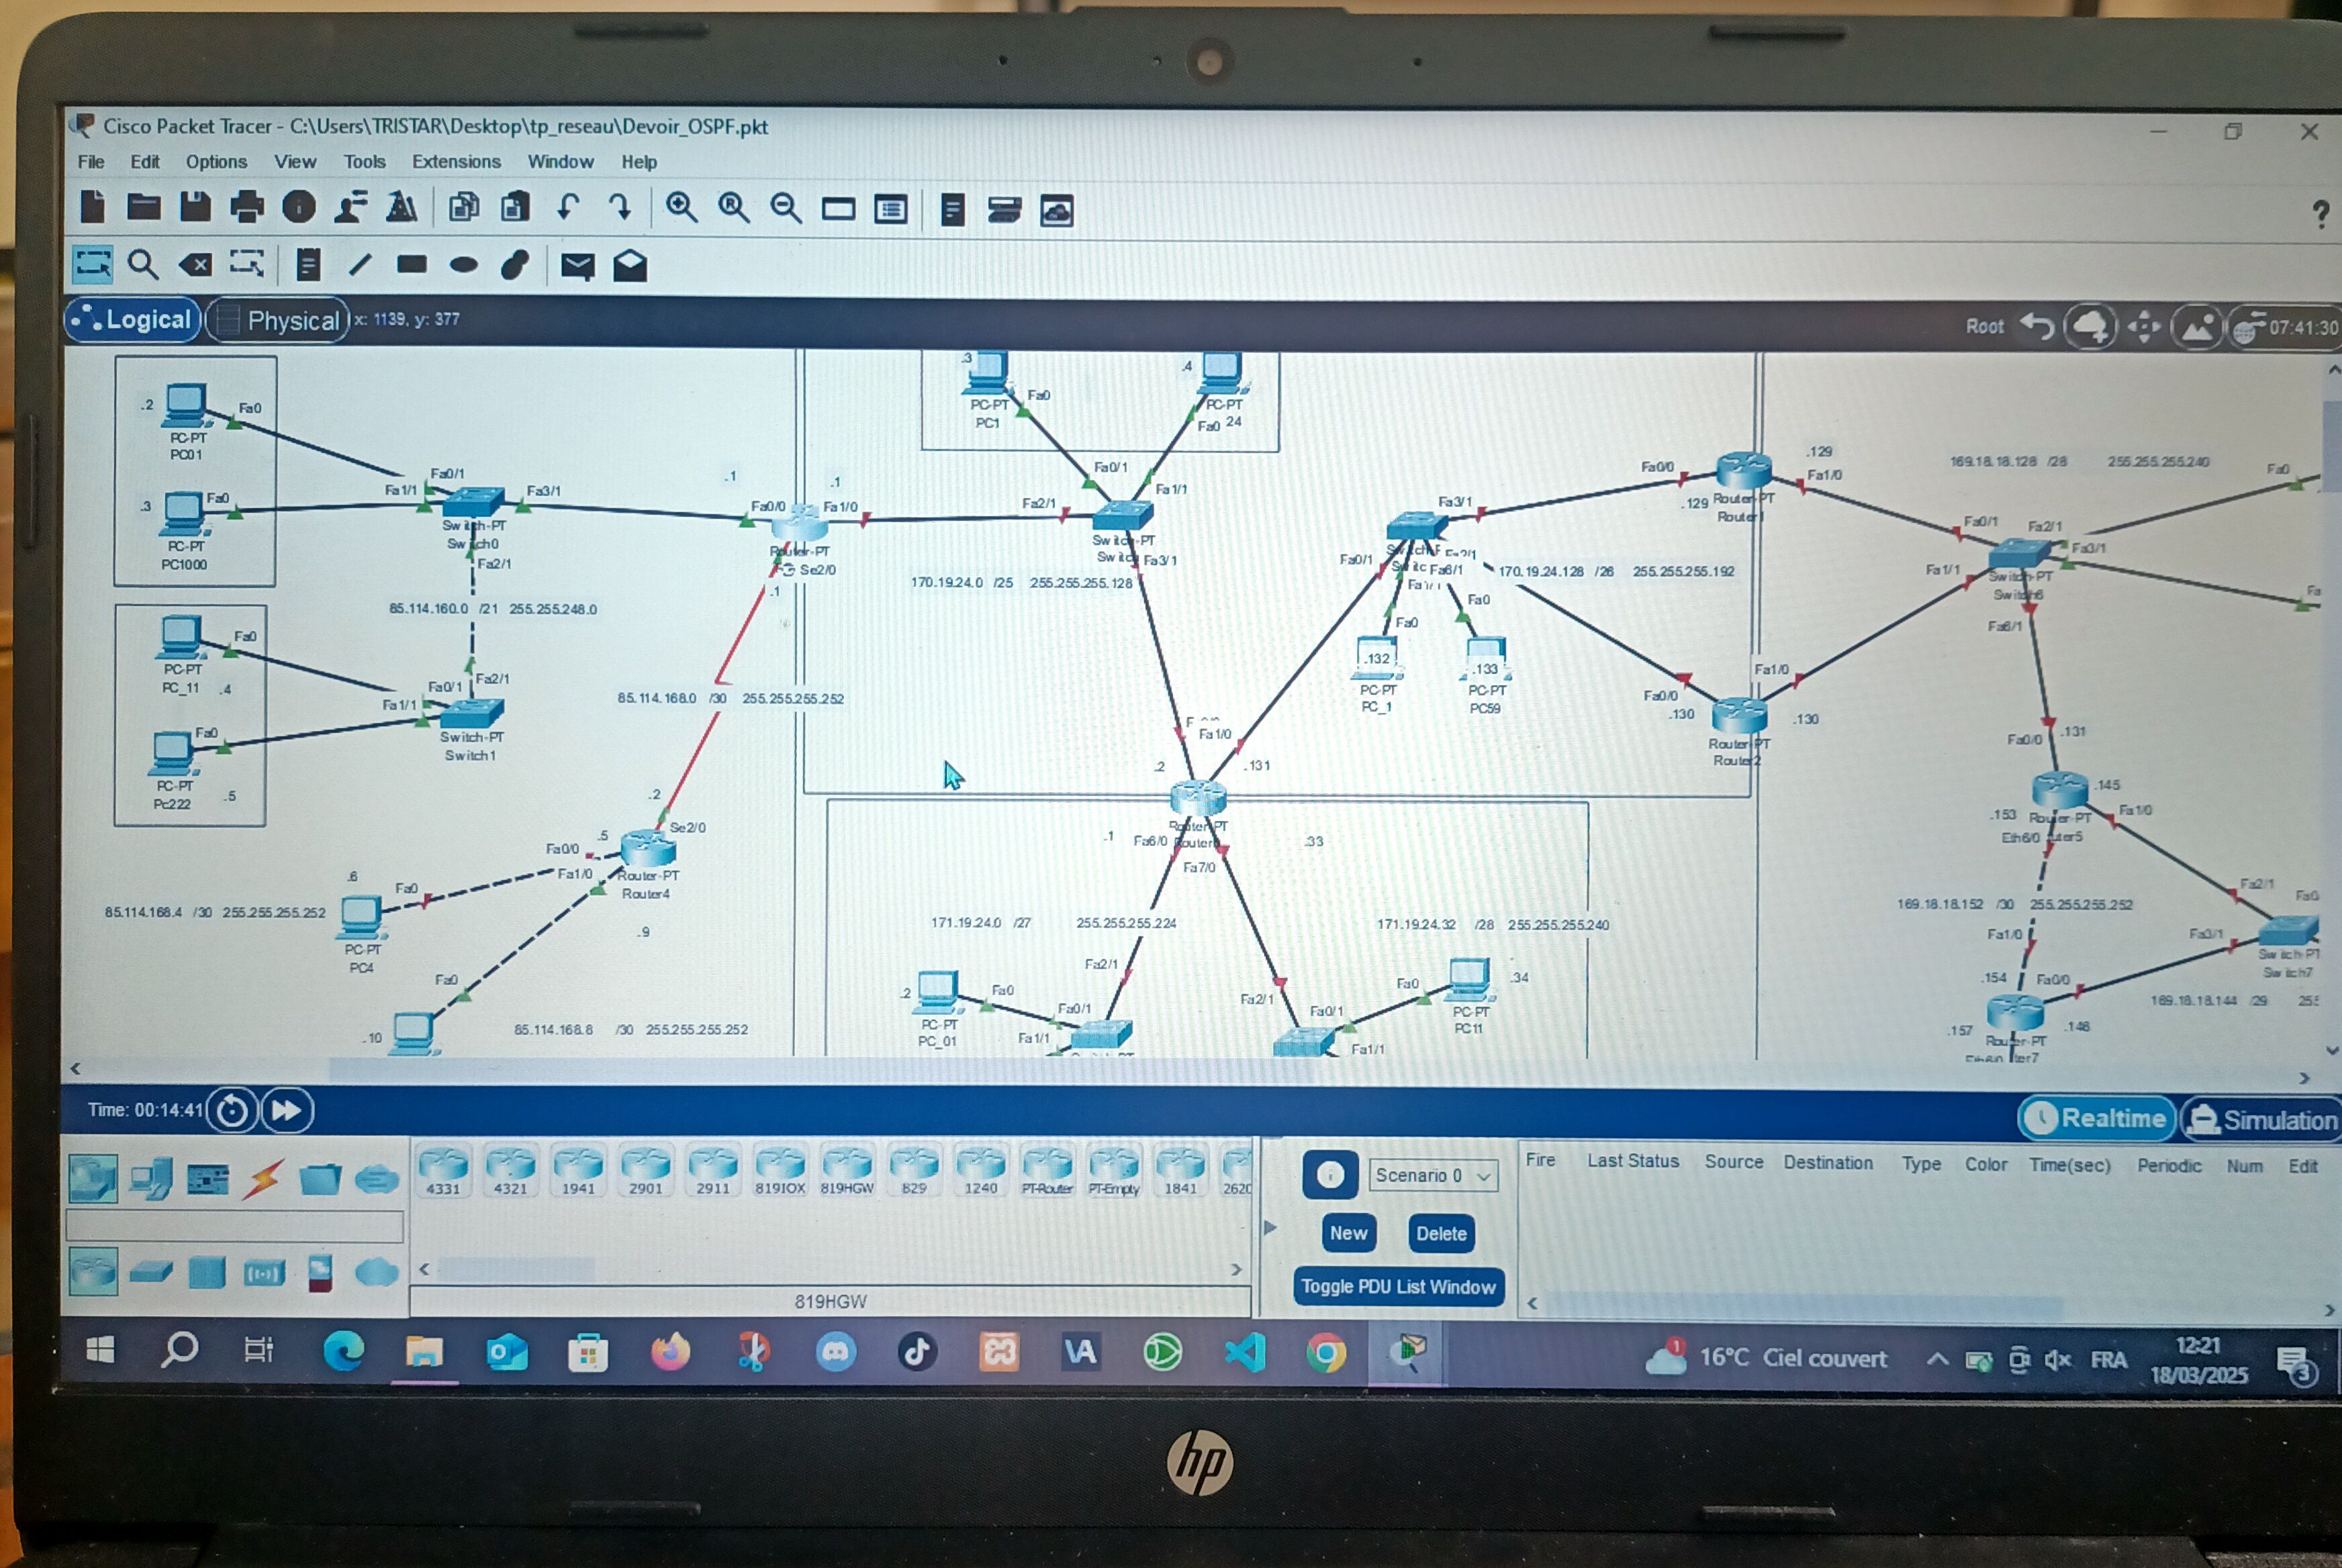 Cisco Packet Tracer - C:\Users\TRISTAR\Desktop\tp_reseau\Devoir_OSPF.pkt
File Edit Options View Tools Extensions Window Help
?
Logical Physical x: 1139, y: 377 Root 07:41:30
.2 Fa0
PC-PT
PC01
.3 Fa0
PC-PT
PC1000
Fa0/1
Fa1/1 Fa3/1
Switch-PT
Switch0
Fa2/1
85.114.160.0 /21 255.255.248.0
Fa0
PC-PT
PC_11 .4
Fa0
PC-PT
Pc222 .5
Fa0/1 Fa2/1
Fa1/1
Switch-PT
Switch1
.1 .1
Fa0/0 Fa1/0
Router-PT
Se2/0
.1
85.114.168.0 /30 255.255.255.252
.2
Se2/0
.5
Fa0/0
Fa1/0 Router-PT
Router4
.9
.6
Fa0
PC-PT
PC4
85.114.168.4 /30 255.255.255.252
Fa0
.10
85.114.168.8 /30 255.255.255.252
.3 Fa0
PC-PT
PC1
.4
PC-PT
Fa0 24
Fa0/1
Fa2/1 Fa1/1
Switch-PT
Fa3/1
170.19.24.0 /25 255.255.255.128
Fa1/0
.2 .131
Router-PT
.1 Fa6/0 .33
Fa7/0
Fa3/1
Fa0/1 Fa6/1
170.19.24.128 /26 255.255.255.192
Fa0 Fa0
.132 .133
PC-PT PC-PT
PC_1 PC59
Fa0/0 .129
Fa1/0
.129 Router-PT
Router1
Fa1/0
Fa0/0
.130 .130
Router-PT
Router2
171.19.24.0 /27 255.255.255.224
171.19.24.32 /28 255.255.255.240
.2 Fa0
PC-PT
PC_01
Fa2/1
Fa0/1
Fa1/1
Fa2/1
Fa0/1
Fa1/1
Fa0 .34
PC-PT
PC11
169.18.18.128 /28 255.255.255.240
Fa0
Fa0/1 Fa2/1
Fa3/1
Fa1/1 Switch-PT
Switch6
Fa6/1
Fa0/0 .131
.145
.153 Router-PT Fa1/0
Eth6/0
169.18.18.152 /30 255.255.255.252
Fa2/1
Fa1/0 Fa3/1
Switch7
.154 Fa0/0
169.18.18.144 /29
.157 .146
Router-PT
Time: 00:14:41 Realtime Simulation
4331 4321 1941 2901 2911 819IOX 819HGW 829 1240 PT-Router PT-Empty 1841
819HGW
Scenario 0
New Delete
Toggle PDU List Window
Fire Last Status Source Destination Type Color Time(sec) Periodic Num Edit
VA
1
16°C Ciel couvert FRA
12:21
18/03/2025
3
hp